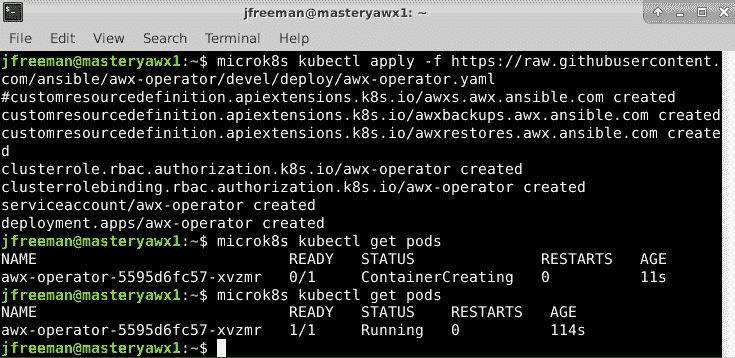 jfreeman@masteryawx1:~
File Edit View Search Terminal Help
jfreeman@masteryawx1:~$ microk8s kubectl apply -f https://raw.githubusercontent.
com/ansible/awx-operator/devel/deploy/awx-operator.yaml
#customresourcedefinition.apiextensions.k8s.io/awxs.awx.ansible.com created
customresourcedefinition.apiextensions.k8s.io/awxbackups.awx.ansible.com created
customresourcedefinition.apiextensions.k8s.io/awxrestores.awx.ansible.com create
d
clusterrole.rbac.authorization.k8s.io/awx-operator created
clusterrolebinding.rbac.authorization.k8s.io/awx-operator created
serviceaccount/awx-operator created
deployment.apps/awx-operator created
jfreeman@masteryawx1:~$ microk8s kubectl get pods
NAME READY STATUS RESTARTS AGE
awx-operator-5595d6fc57-xvzmr 0/1 ContainerCreating 0 11s
jfreeman@masteryawx1:~$ microk8s kubectl get pods
NAME READY STATUS RESTARTS AGE
awx-operator-5595d6fc57-xvzmr 1/1 Running 0 114s
jfreeman@masteryawx1:~$